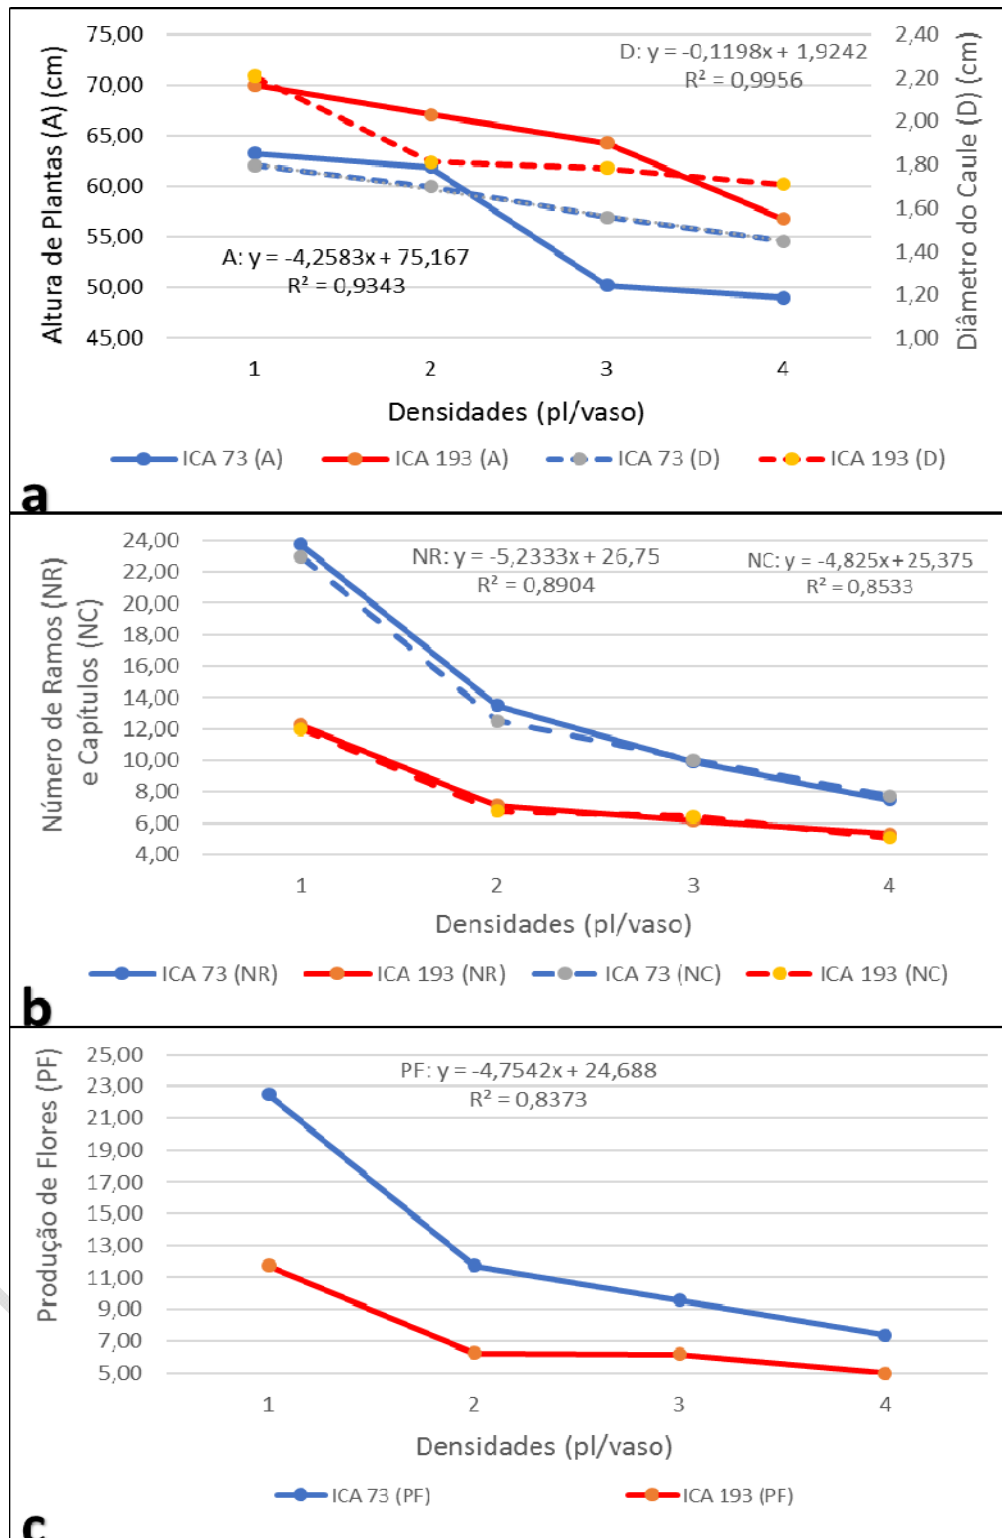 75,00
70,00
65,00
60,00
55,00
50,00
45,00
Altura de Plantas (A) (cm)
2,40
2,20
2,00
1,80
1,60
1,40
1,20
1,00
Diâmetro do Caule (D) (cm)
D: y = -0,1198x + 1,9242
R² = 0,9956
A: y = -4,2583x + 75,167
R² = 0,9343
1 2 3 4
Densidades (pl/vaso)
ICA 73 (A) ICA 193 (A) ICA 73 (D) ICA 193 (D)
a
24,00
22,00
20,00
18,00
16,00
14,00
12,00
10,00
8,00
6,00
4,00
Número de Ramos (NR)
e Capítulos (NC)
NR: y = -5,2333x + 26,75
R² = 0,8904
NC: y = -4,825x + 25,375
R² = 0,8533
1 2 3 4
Densidades (pl/vaso)
ICA 73 (NR) ICA 193 (NR) ICA 73 (NC) ICA 193 (NC)
b
25,00
23,00
21,00
19,00
17,00
15,00
13,00
11,00
9,00
7,00
5,00
Produção de Flores (PF)
PF: y = -4,7542x + 24,688
R² = 0,8373
1 2 3 4
Densidades (pl/vaso)
ICA 73 (PF) ICA 193 (PF)
c